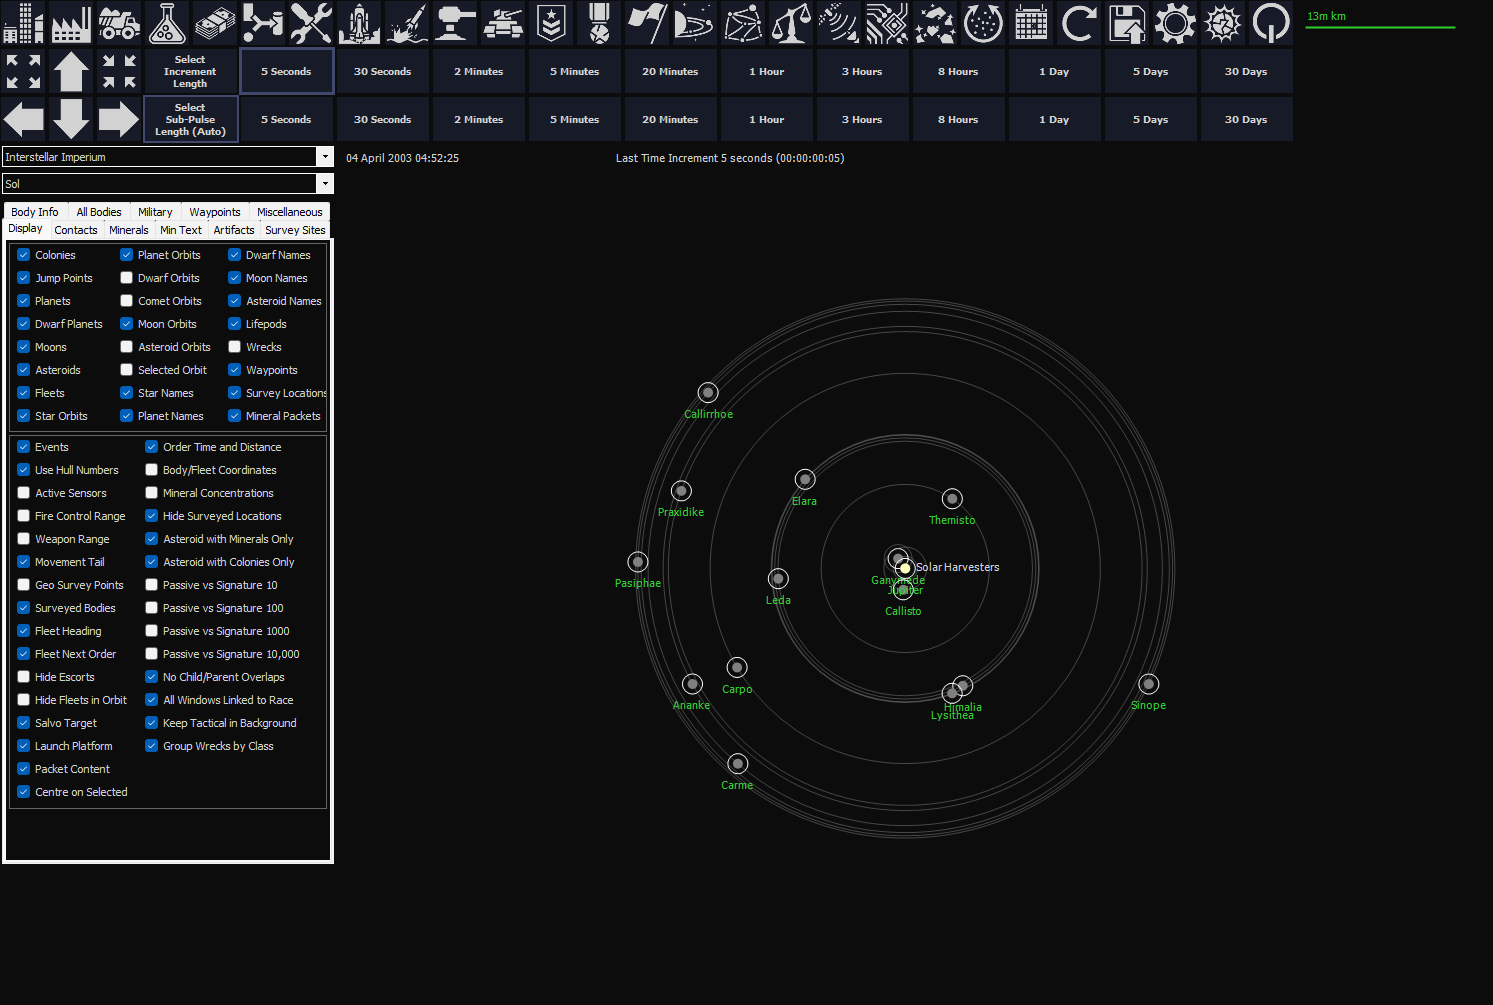 13m km
Select Increment Length
5 Seconds
30 Seconds
2 Minutes
5 Minutes
20 Minutes
1 Hour
3 Hours
8 Hours
1 Day
5 Days
30 Days
Select Sub-Pulse Length (Auto)
5 Seconds
30 Seconds
2 Minutes
5 Minutes
20 Minutes
1 Hour
3 Hours
8 Hours
1 Day
5 Days
30 Days
Interstellar Imperium
04 April 2003 04:52:25
Last Time Increment 5 seconds (00:00:00:05)
Sol
Body Info
All Bodies
Military
Waypoints
Miscellaneous
Display
Contacts
Minerals
Min Text
Artifacts
Survey Sites
Colonies
Planet Orbits
Dwarf Names
Jump Points
Dwarf Orbits
Moon Names
Planets
Comet Orbits
Asteroid Names
Dwarf Planets
Moon Orbits
Lifepods
Moons
Asteroid Orbits
Wrecks
Asteroids
Selected Orbit
Waypoints
Fleets
Star Names
Survey Locations
Star Orbits
Planet Names
Mineral Packets
Events
Order Time and Distance
Use Hull Numbers
Body/Fleet Coordinates
Active Sensors
Mineral Concentrations
Fire Control Range
Hide Surveyed Locations
Weapon Range
Asteroid with Minerals Only
Movement Tail
Asteroid with Colonies Only
Geo Survey Points
Passive vs Signature 10
Surveyed Bodies
Passive vs Signature 100
Fleet Heading
Passive vs Signature 1000
Fleet Next Order
Passive vs Signature 10,000
Hide Escorts
No Child/Parent Overlaps
Hide Fleets in Orbit
All Windows Linked to Race
Salvo Target
Keep Tactical in Background
Launch Platform
Group Wrecks by Class
Packet Content
Centre on Selected
Callirrhoe
Elara
Praxidike
Themisto
Solar Harvesters
Ganymede
Pasiphae
Jupiter
Leda
Callisto
Carpo
Ananke
Himalia
Sinope
Lysithea
Carme